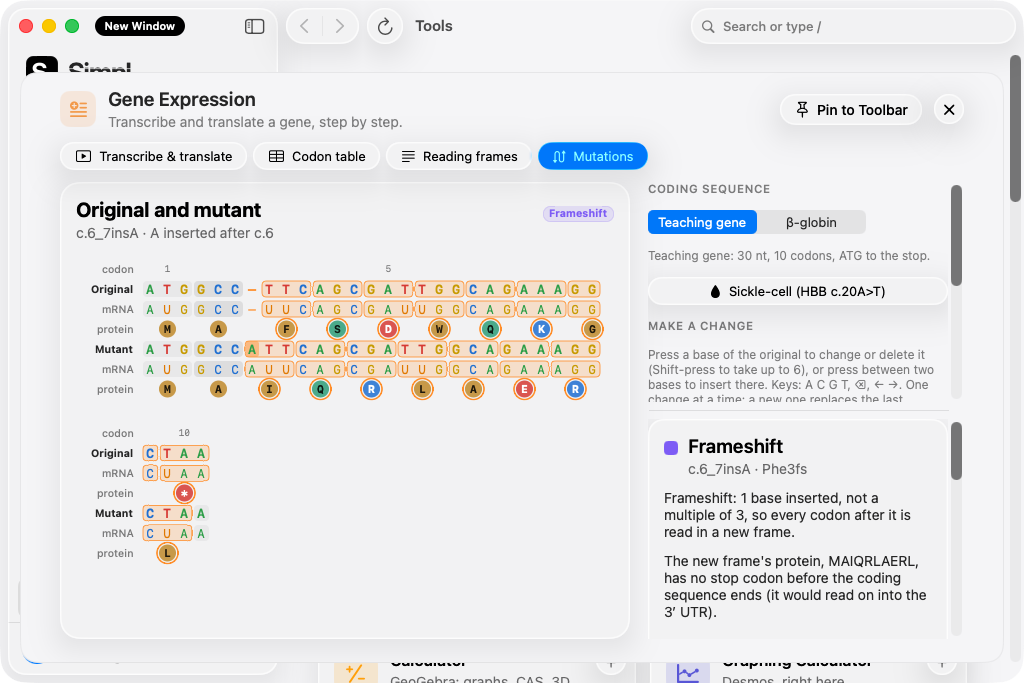 New Window
Tools
Search or type /
Gene Expression
Transcribe and translate a gene, step by step.
Pin to Toolbar
Transcribe & translate
Codon table
Reading frames
Mutations
Original and mutant
Frameshift
c.6_7insA · A inserted after c.6
codon 1 5
Original A T G G C C – T T C A G C G A T T G G C A G A A A G G
mRNA A U G G C C – U U C A G C G A U U G G C A G A A A G G
protein M A F S D W Q K G
Mutant A T G G C C A T T C A G C G A T T G G C A G A A A G G
mRNA A U G G C C A U U C A G C G A U U G G C A G A A A G G
protein M A I Q R L A E R
codon 10
Original C T A A
mRNA C U A A
protein *
Mutant C T A A
mRNA C U A A
protein L
CODING SEQUENCE
Teaching gene
β-globin
Teaching gene: 30 nt, 10 codons, ATG to the stop.
Sickle-cell (HBB c.20A>T)
MAKE A CHANGE
Press a base of the original to change or delete it
(Shift-press to take up to 6), or press between two
bases to insert there. Keys: A C G T, ⌫, ← →. One
change at a time: a new one replaces the last.
Frameshift
c.6_7insA · Phe3fs
Frameshift: 1 base inserted, not a
multiple of 3, so every codon after it is
read in a new frame.
The new frame's protein, MAIQRLAERL,
has no stop codon before the coding
sequence ends (it would read on into the
3′ UTR).
Calculator
GeoGebra: graphs, CAS, 3D
Graphing Calculator
Desmos, right here